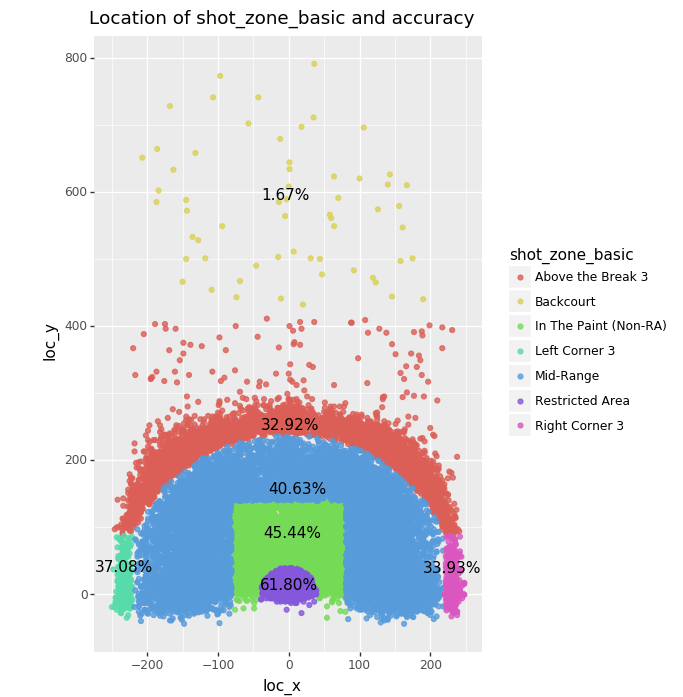 Location of shot_zone_basic and accuracy
800
600
400
200
0
loc_y
1.67%
32.92%
40.63%
45.44%
37.08%
33.93%
61.80%
−200
−100
0
100
200
loc_x
shot_zone_basic
Above the Break 3
Backcourt
In The Paint (Non-RA)
Left Corner 3
Mid-Range
Restricted Area
Right Corner 3